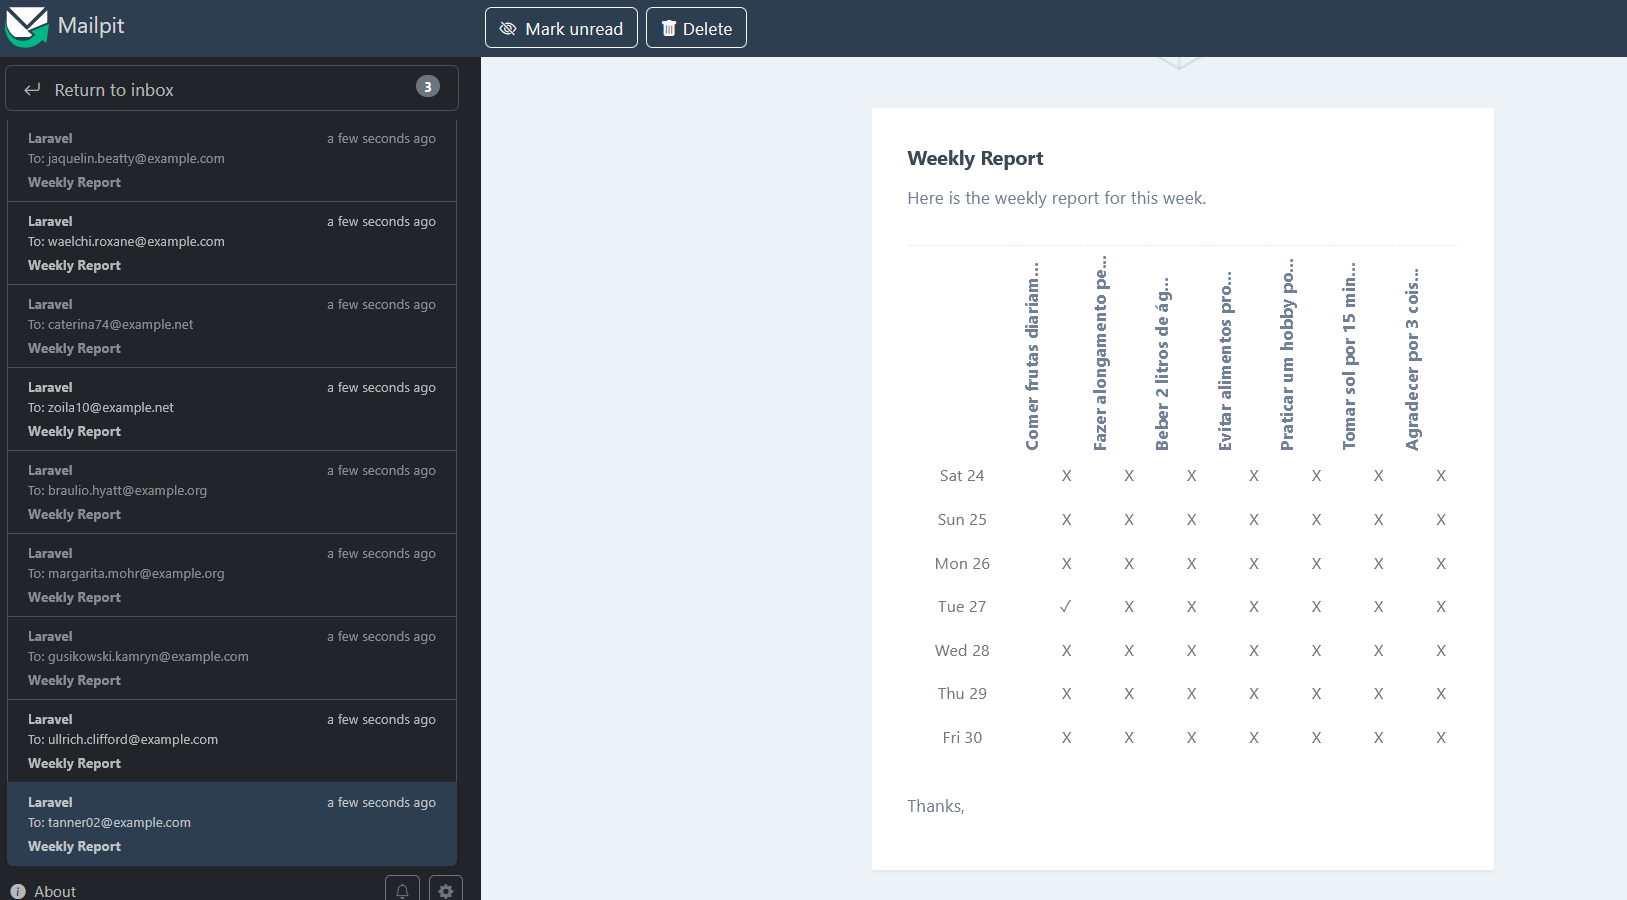 Mailpit
Mark unread
Delete
Return to inbox
3
Laravel a few seconds ago
To: jaquelin.beatty@example.com
Weekly Report
Laravel a few seconds ago
To: waelchi.roxane@example.com
Weekly Report
Laravel a few seconds ago
To: caterina74@example.net
Weekly Report
Laravel a few seconds ago
To: zoila10@example.net
Weekly Report
Laravel a few seconds ago
To: braulio.hyatt@example.org
Weekly Report
Laravel a few seconds ago
To: margarita.mohr@example.org
Weekly Report
Laravel a few seconds ago
To: gusikowski.kamryn@example.com
Weekly Report
Laravel a few seconds ago
To: ullrich.clifford@example.com
Weekly Report
Laravel a few seconds ago
To: tanner02@example.com
Weekly Report
About
Weekly Report
Here is the weekly report for this week.
Comer frutas diariam...
Fazer alongamento pe...
Beber 2 litros de ág...
Evitar alimentos pro...
Praticar um hobby po...
Tomar sol por 15 min...
Agradecer por 3 cois...
Sat 24 X X X X X X X
Sun 25 X X X X X X X
Mon 26 X X X X X X X
Tue 27 ✓ X X X X X X
Wed 28 X X X X X X X
Thu 29 X X X X X X X
Fri 30 X X X X X X X
Thanks,